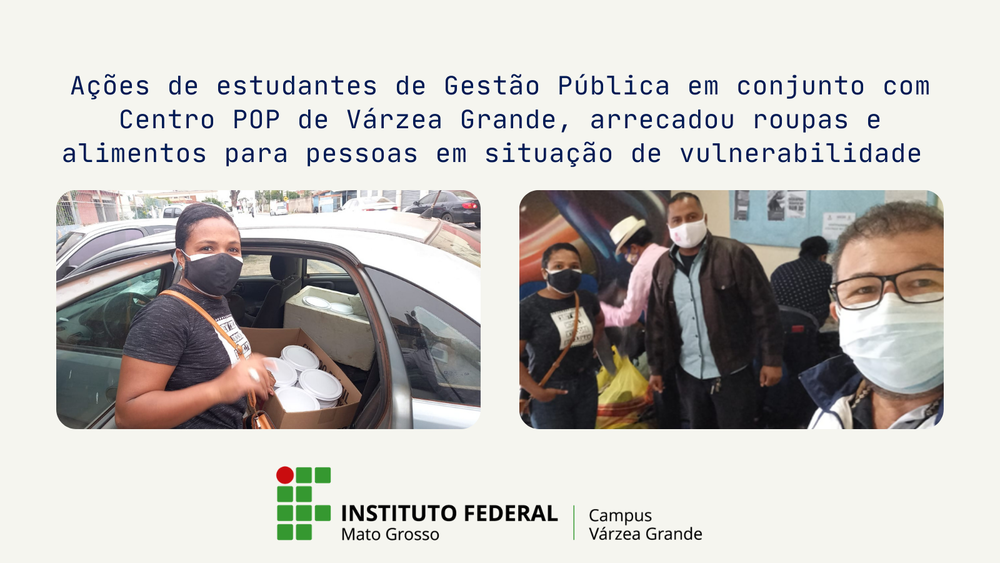 Ações de estudantes de Gestão Pública em conjunto com
Centro POP de Várzea Grande, arrecadou roupas e
alimentos para pessoas em situação de vulnerabilidade
INSTITUTO FEDERAL
Mato Grosso
Campus
Várzea Grande